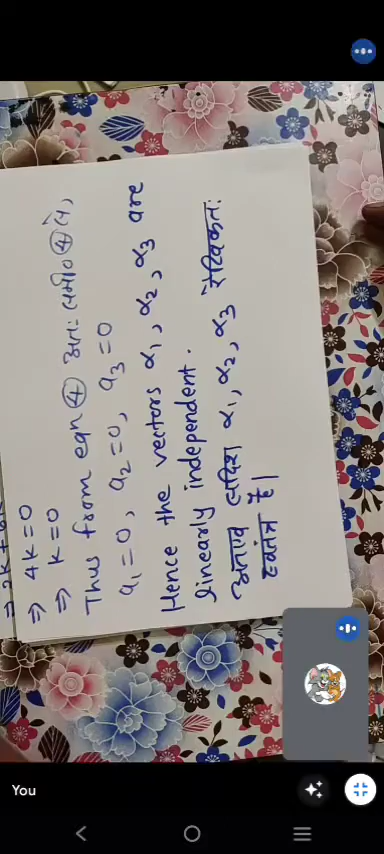 ⇒ 4K=0
⇒ K=0
Thus from eqn ④ अतः समी० ④ से,
a₁=0, a₂=0, a₃=0
Hence the vectors α₁, α₂, α₃ are
linearly independent.
अतएव सदिश α₁, α₂, α₃ रैखिकतः
स्वतंत्र हैं।
You